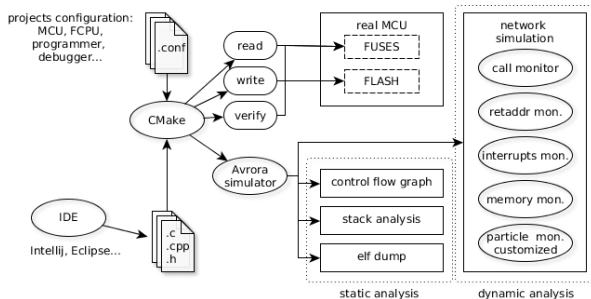 projects configuration:
MCU, FCPU,
programmer,
debugger...
.conf
read
write
verify
CMake
real MCU
FUSES
FLASH
Avrora
simulator
IDE
Intellij, Eclipse...
.c
.cpp
.h
control flow graph
stack analysis
elf dump
static analysis
network
simulation
call monitor
retaddr mon.
interrupts mon.
memory mon.
particle mon.
customized
dynamic analysis